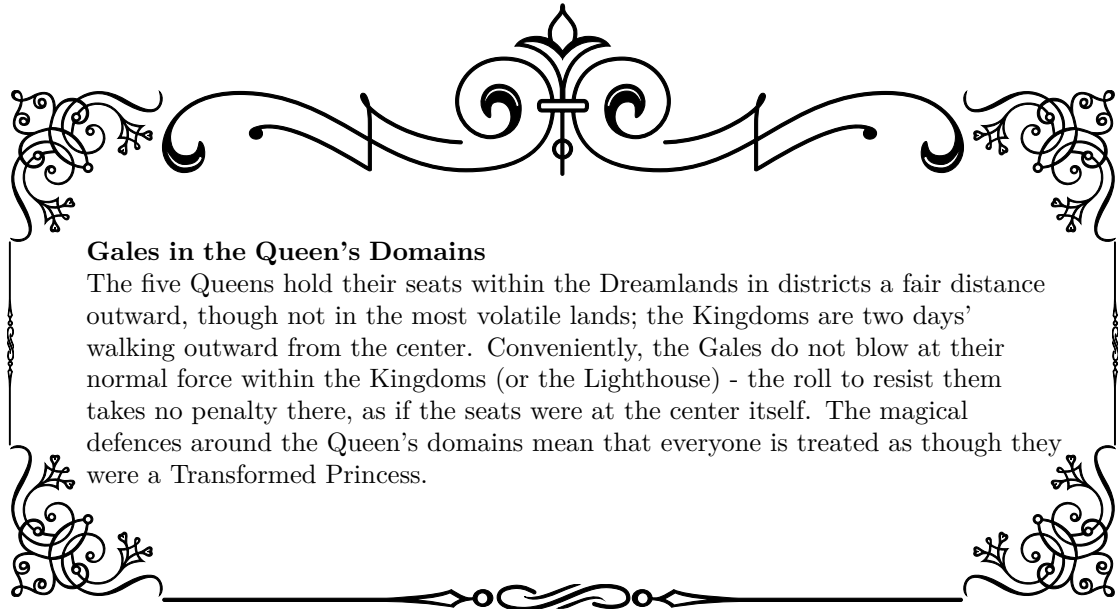 Gales in the Queen's Domains
The five Queens hold their seats within the Dreamlands in districts a fair distance
outward, though not in the most volatile lands; the Kingdoms are two days'
walking outward from the center. Conveniently, the Gales do not blow at their
normal force within the Kingdoms (or the Lighthouse) - the roll to resist them
takes no penalty there, as if the seats were at the center itself. The magical
defences around the Queen's domains mean that everyone is treated as though they
were a Transformed Princess.